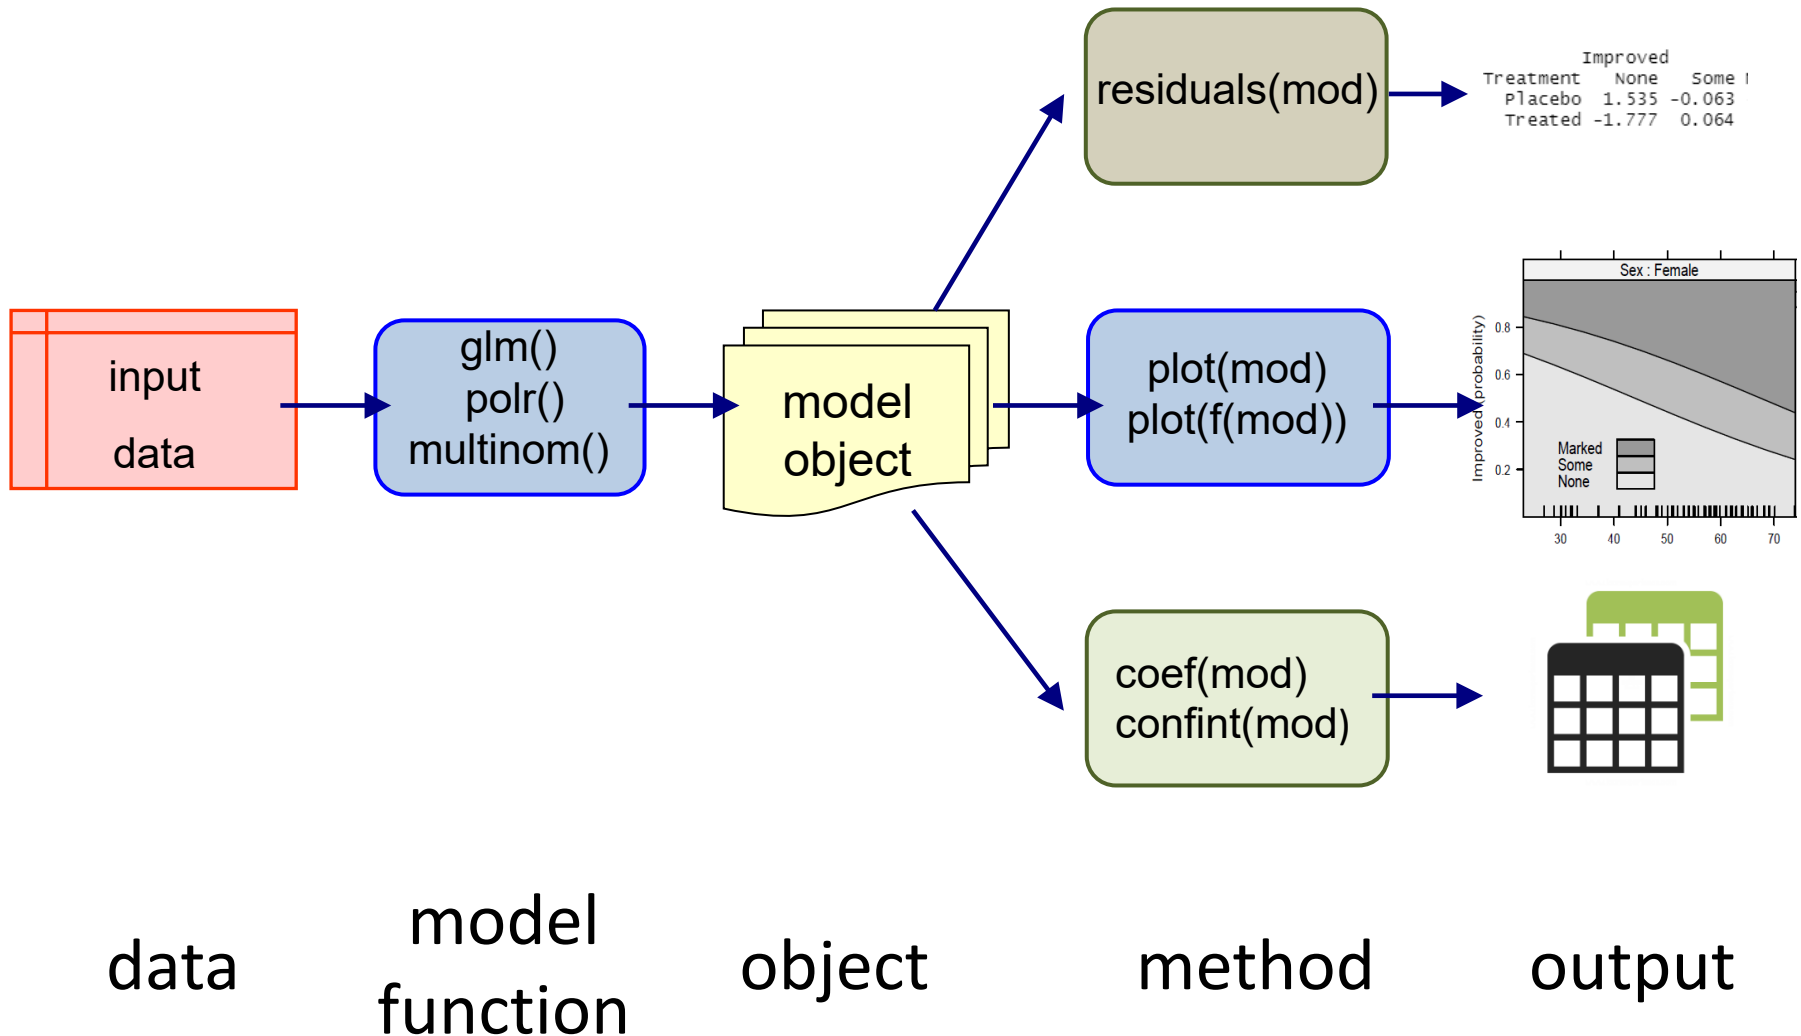 residuals(mod)
Improved
Treatment None Some
Placebo 1.535 -0.063
Treated -1.777 0.064
input
data
glm()
polr()
multinom()
model
object
plot(mod)
plot(f(mod))
Sex : Female
Improved (probability)
0.8
0.6
0.4
0.2
Marked
Some
None
30 40 50 60 70
coef(mod)
confint(mod)
data
model
function
object
method
output